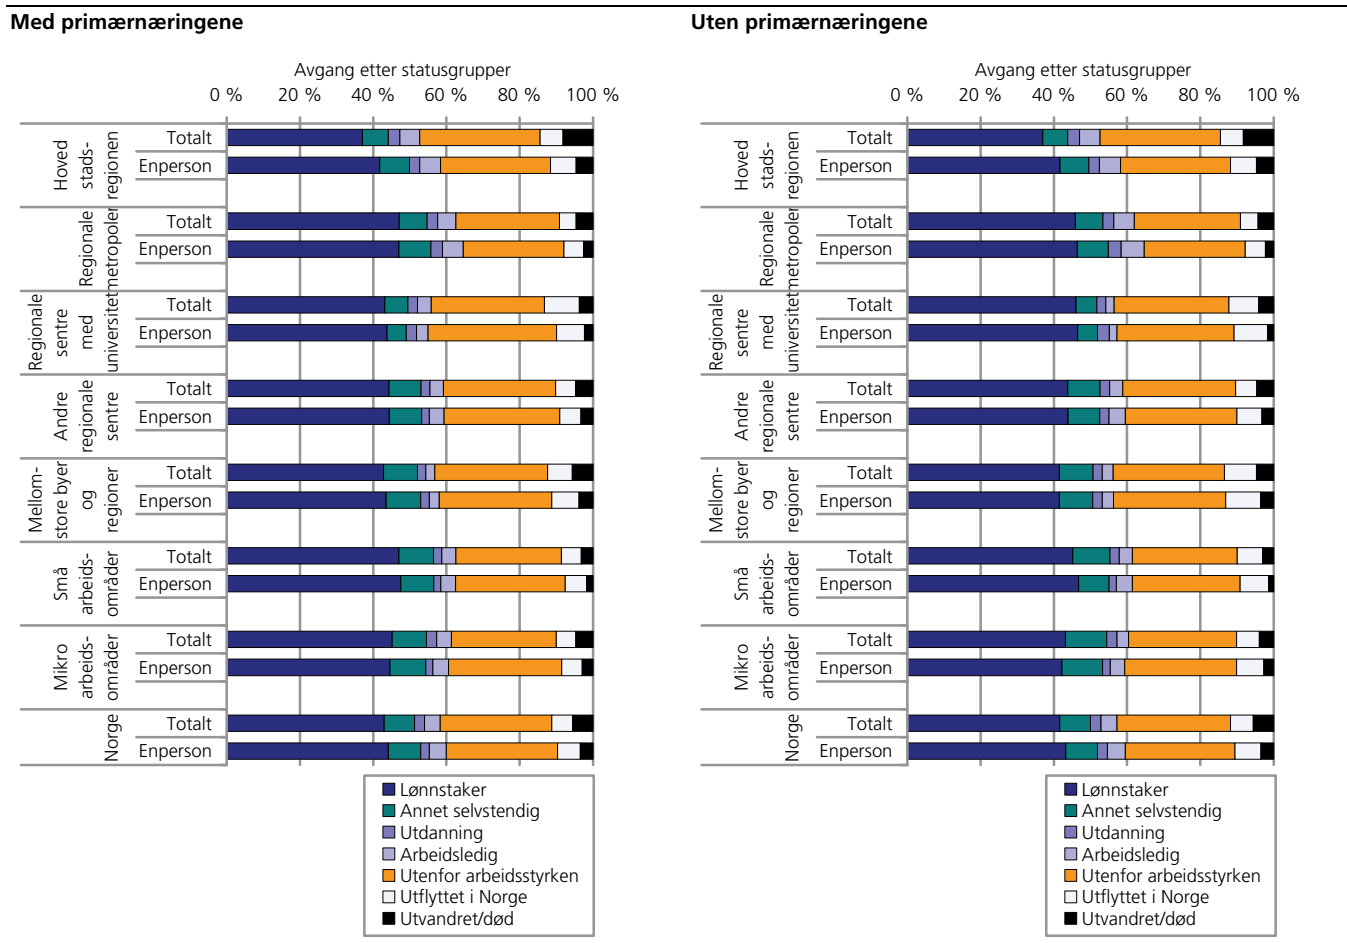 Med primærnæringene
Avgang etter statusgrupper
0 % 20 % 40 % 60 % 80 % 100 %
Hoved
stads-
regionen
Totalt
Enperson
Regionale
metropoler
Totalt
Enperson
Regionale
sentre
med
universitet
Totalt
Enperson
Andre
regionale
sentre
Totalt
Enperson
Mellom-
store byer
og
regioner
Totalt
Enperson
Små
arbeids-
områder
Totalt
Enperson
Mikro
arbeids-
områder
Totalt
Enperson
Norge
Totalt
Enperson
Lønnstaker
Annet selvstendig
Utdanning
Arbeidsledig
Utenfor arbeidsstyrken
Utflyttet i Norge
Utvandret/død
Uten primærnæringene
Avgang etter statusgrupper
0 % 20 % 40 % 60 % 80 % 100 %
Hoved
stads-
regionen
Totalt
Enperson
Regionale
metropoler
Totalt
Enperson
Regionale
sentre
med
universitet
Totalt
Enperson
Andre
regionale
sentre
Totalt
Enperson
Mellom-
store byer
og
regioner
Totalt
Enperson
Små
arbeids-
områder
Totalt
Enperson
Mikro
arbeids-
områder
Totalt
Enperson
Norge
Totalt
Enperson
Lønnstaker
Annet selvstendig
Utdanning
Arbeidsledig
Utenfor arbeidsstyrken
Utflyttet i Norge
Utvandret/død